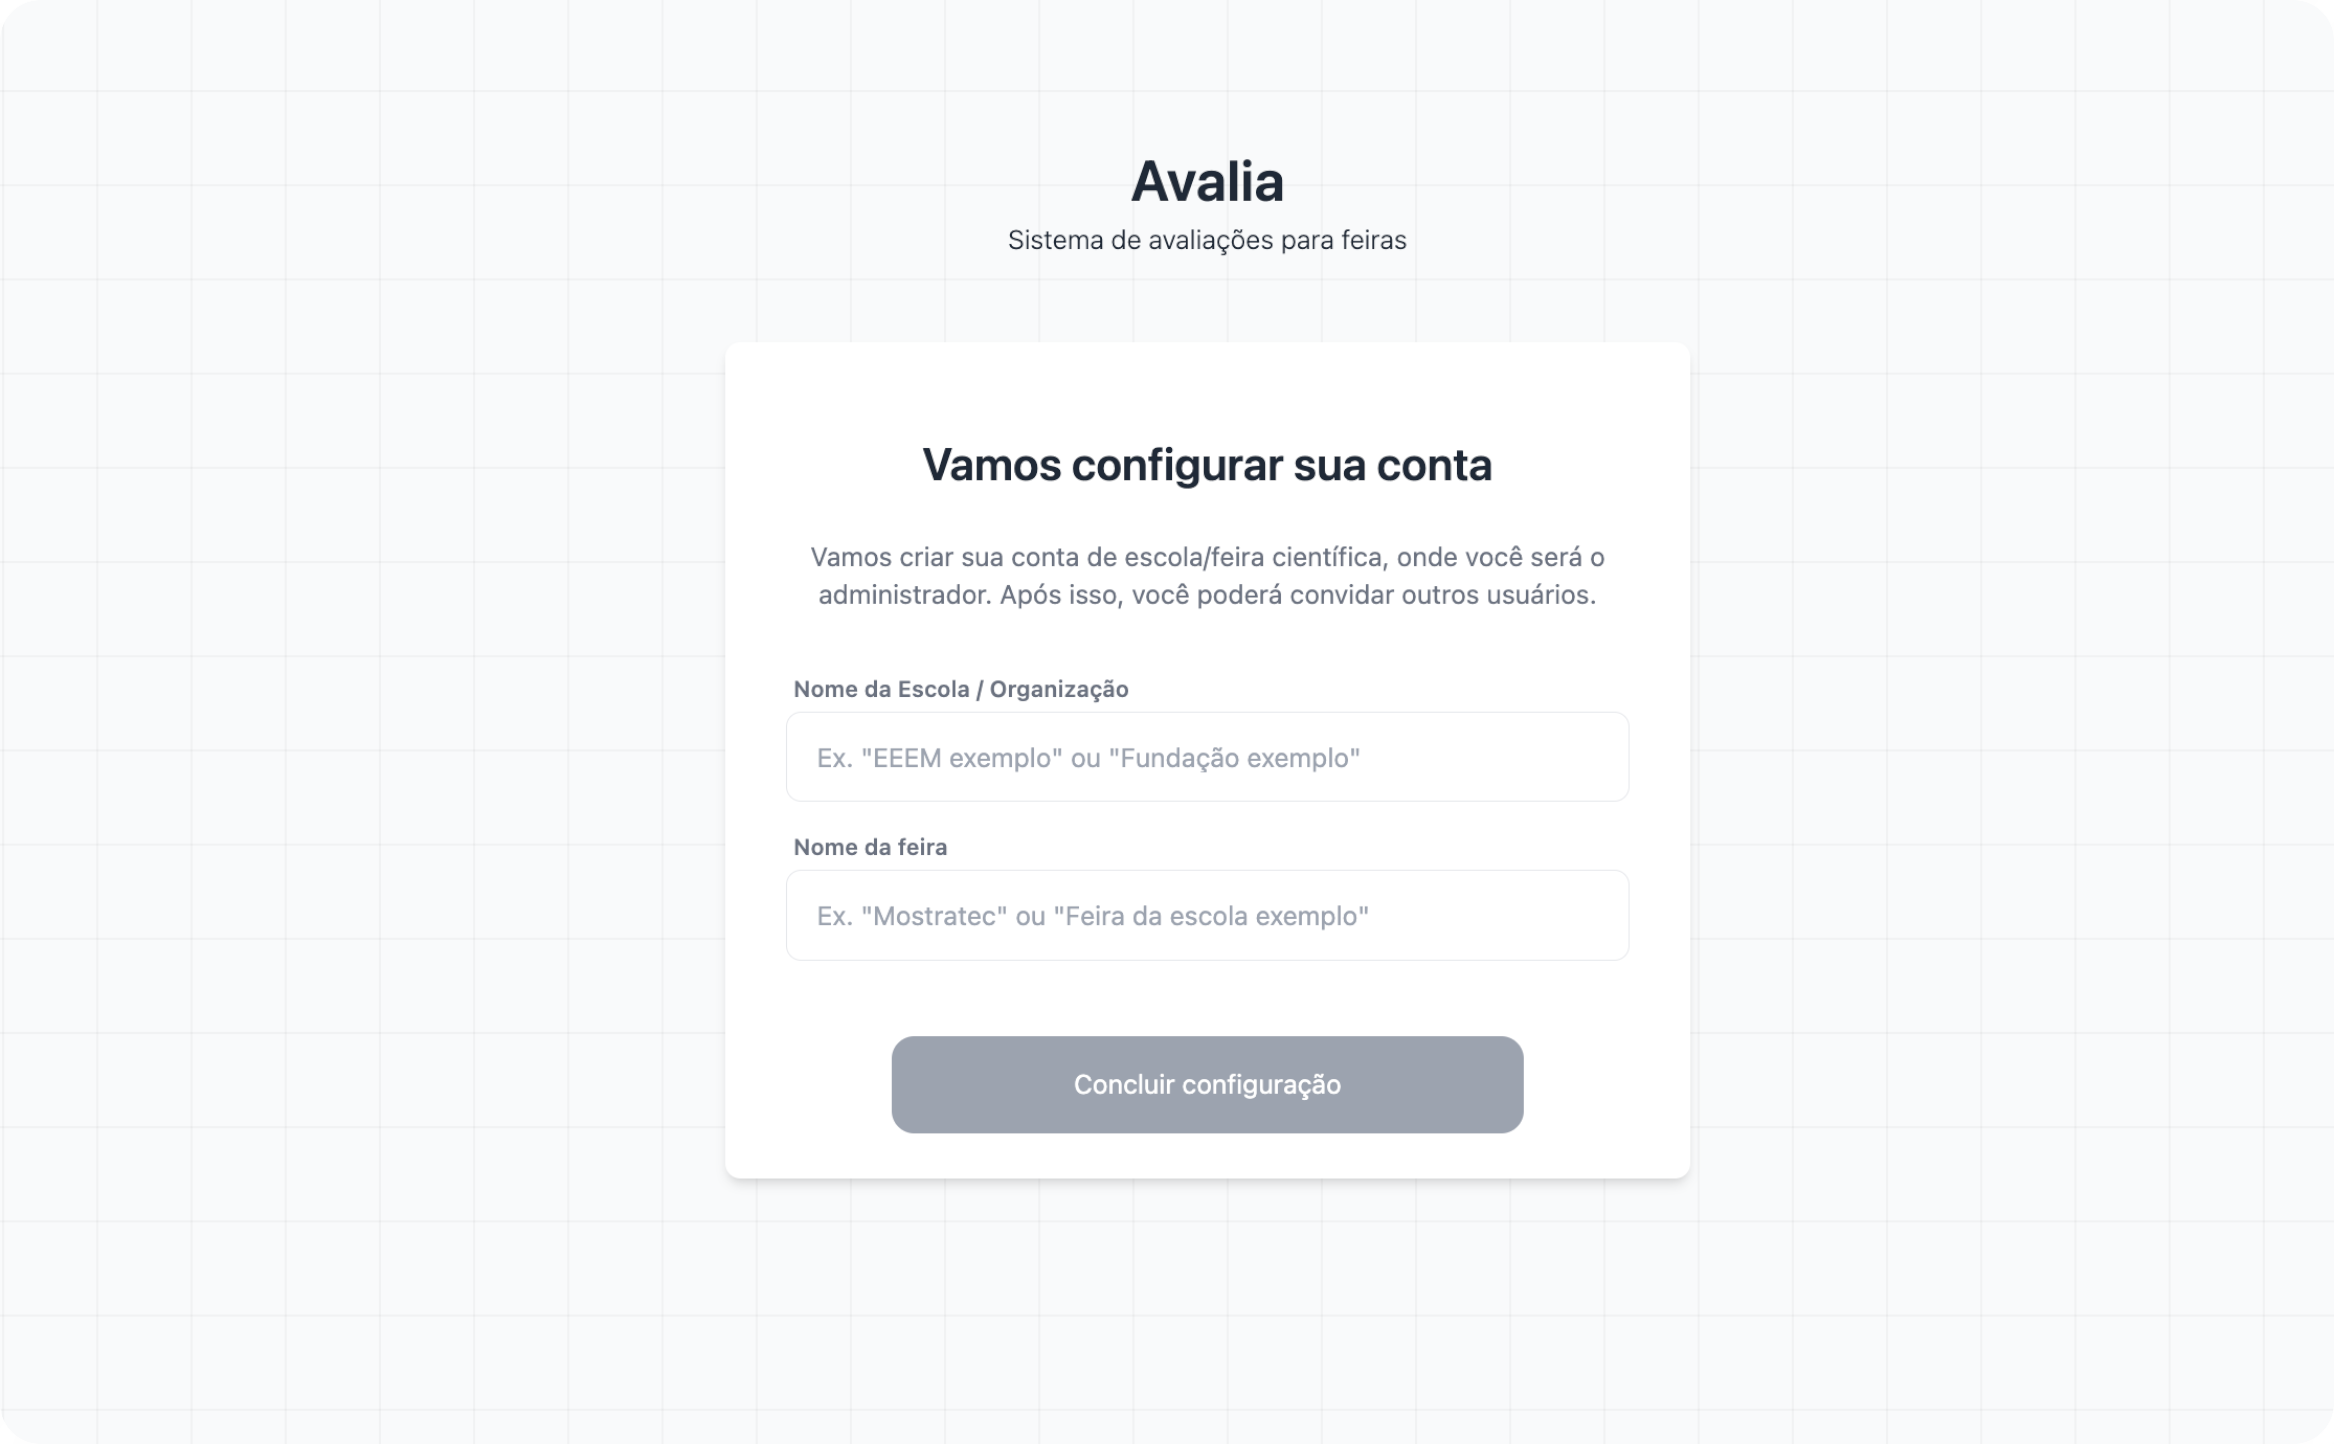 Avalia
Sistema de avaliações para feiras
Vamos configurar sua conta
Vamos criar sua conta de escola/feira científica, onde você será o
administrador. Após isso, você poderá convidar outros usuários.
Nome da Escola / Organização
Ex. "EEEM exemplo" ou "Fundação exemplo"
Nome da feira
Ex. "Mostratec" ou "Feira da escola exemplo"
Concluir configuração